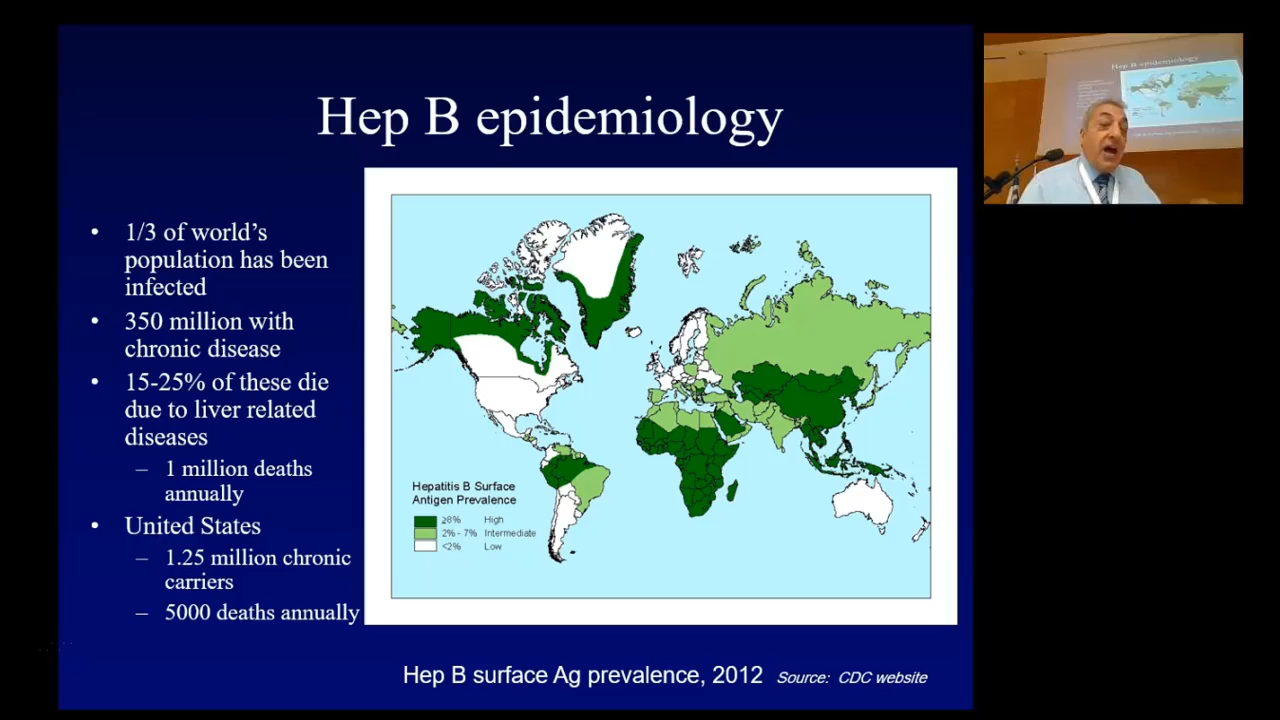 Hep B epidemiology
• 1/3 of world's
population has been
infected
• 350 million with
chronic disease
• 15-25% of these die
due to liver related
diseases
– 1 million deaths
annually
• United States
– 1.25 million chronic
carriers
– 5000 deaths annually
Hepatitis B Surface
Antigen Prevalence
≥8% High
2% - 7% Intermediate
<2% Low
Hep B surface Ag prevalence, 2012 Source: CDC website
Hep B epidemiology